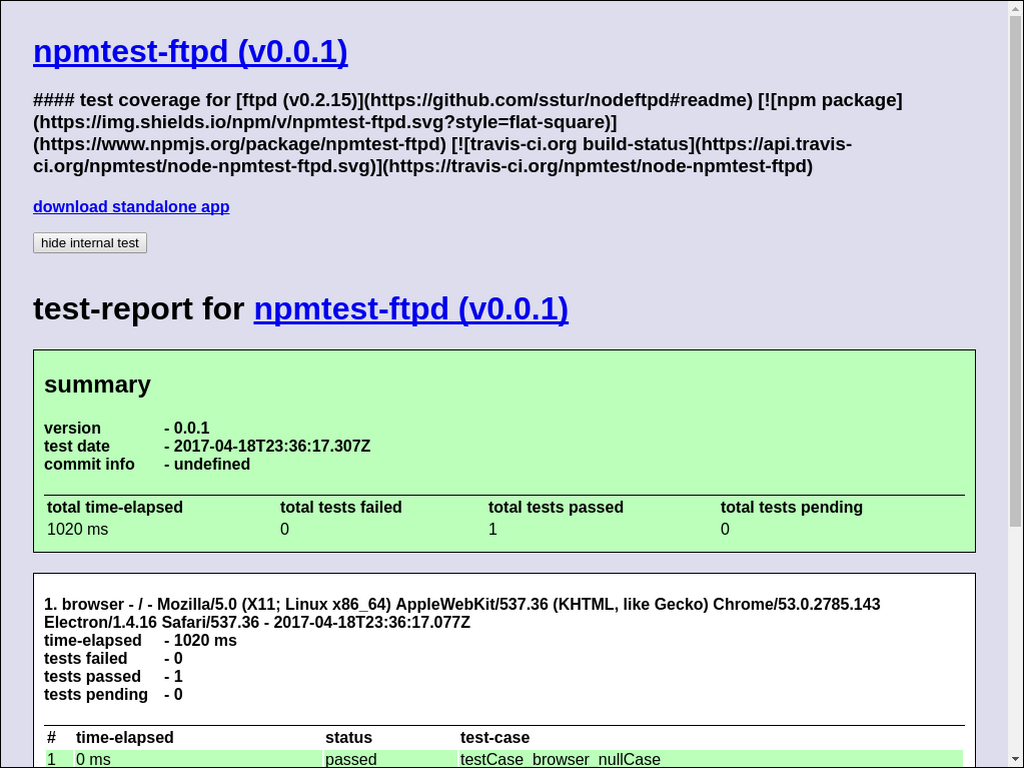 npmtest-ftpd (v0.0.1)
#### test coverage for [ftpd (v0.2.15)](https://github.com/sstur/nodeftpd#readme) [![npm package]
(https://img.shields.io/npm/v/npmtest-ftpd.svg?style=flat-square)]
(https://www.npmjs.org/package/npmtest-ftpd) [![travis-ci.org build-status](https://api.travis-
ci.org/npmtest/node-npmtest-ftpd.svg)](https://travis-ci.org/npmtest/node-npmtest-ftpd)
download standalone app
hide internal test
test-report for npmtest-ftpd (v0.0.1)
summary
version - 0.0.1
test date - 2017-04-18T23:36:17.307Z
commit info - undefined
total time-elapsed total tests failed total tests passed total tests pending
1020 ms 0 1 0
1. browser - / - Mozilla/5.0 (X11; Linux x86_64) AppleWebKit/537.36 (KHTML, like Gecko) Chrome/53.0.2785.143
Electron/1.4.16 Safari/537.36 - 2017-04-18T23:36:17.077Z
time-elapsed - 1020 ms
tests failed - 0
tests passed - 1
tests pending - 0
# time-elapsed status test-case
1 0 ms passed testCase_browser_nullCase